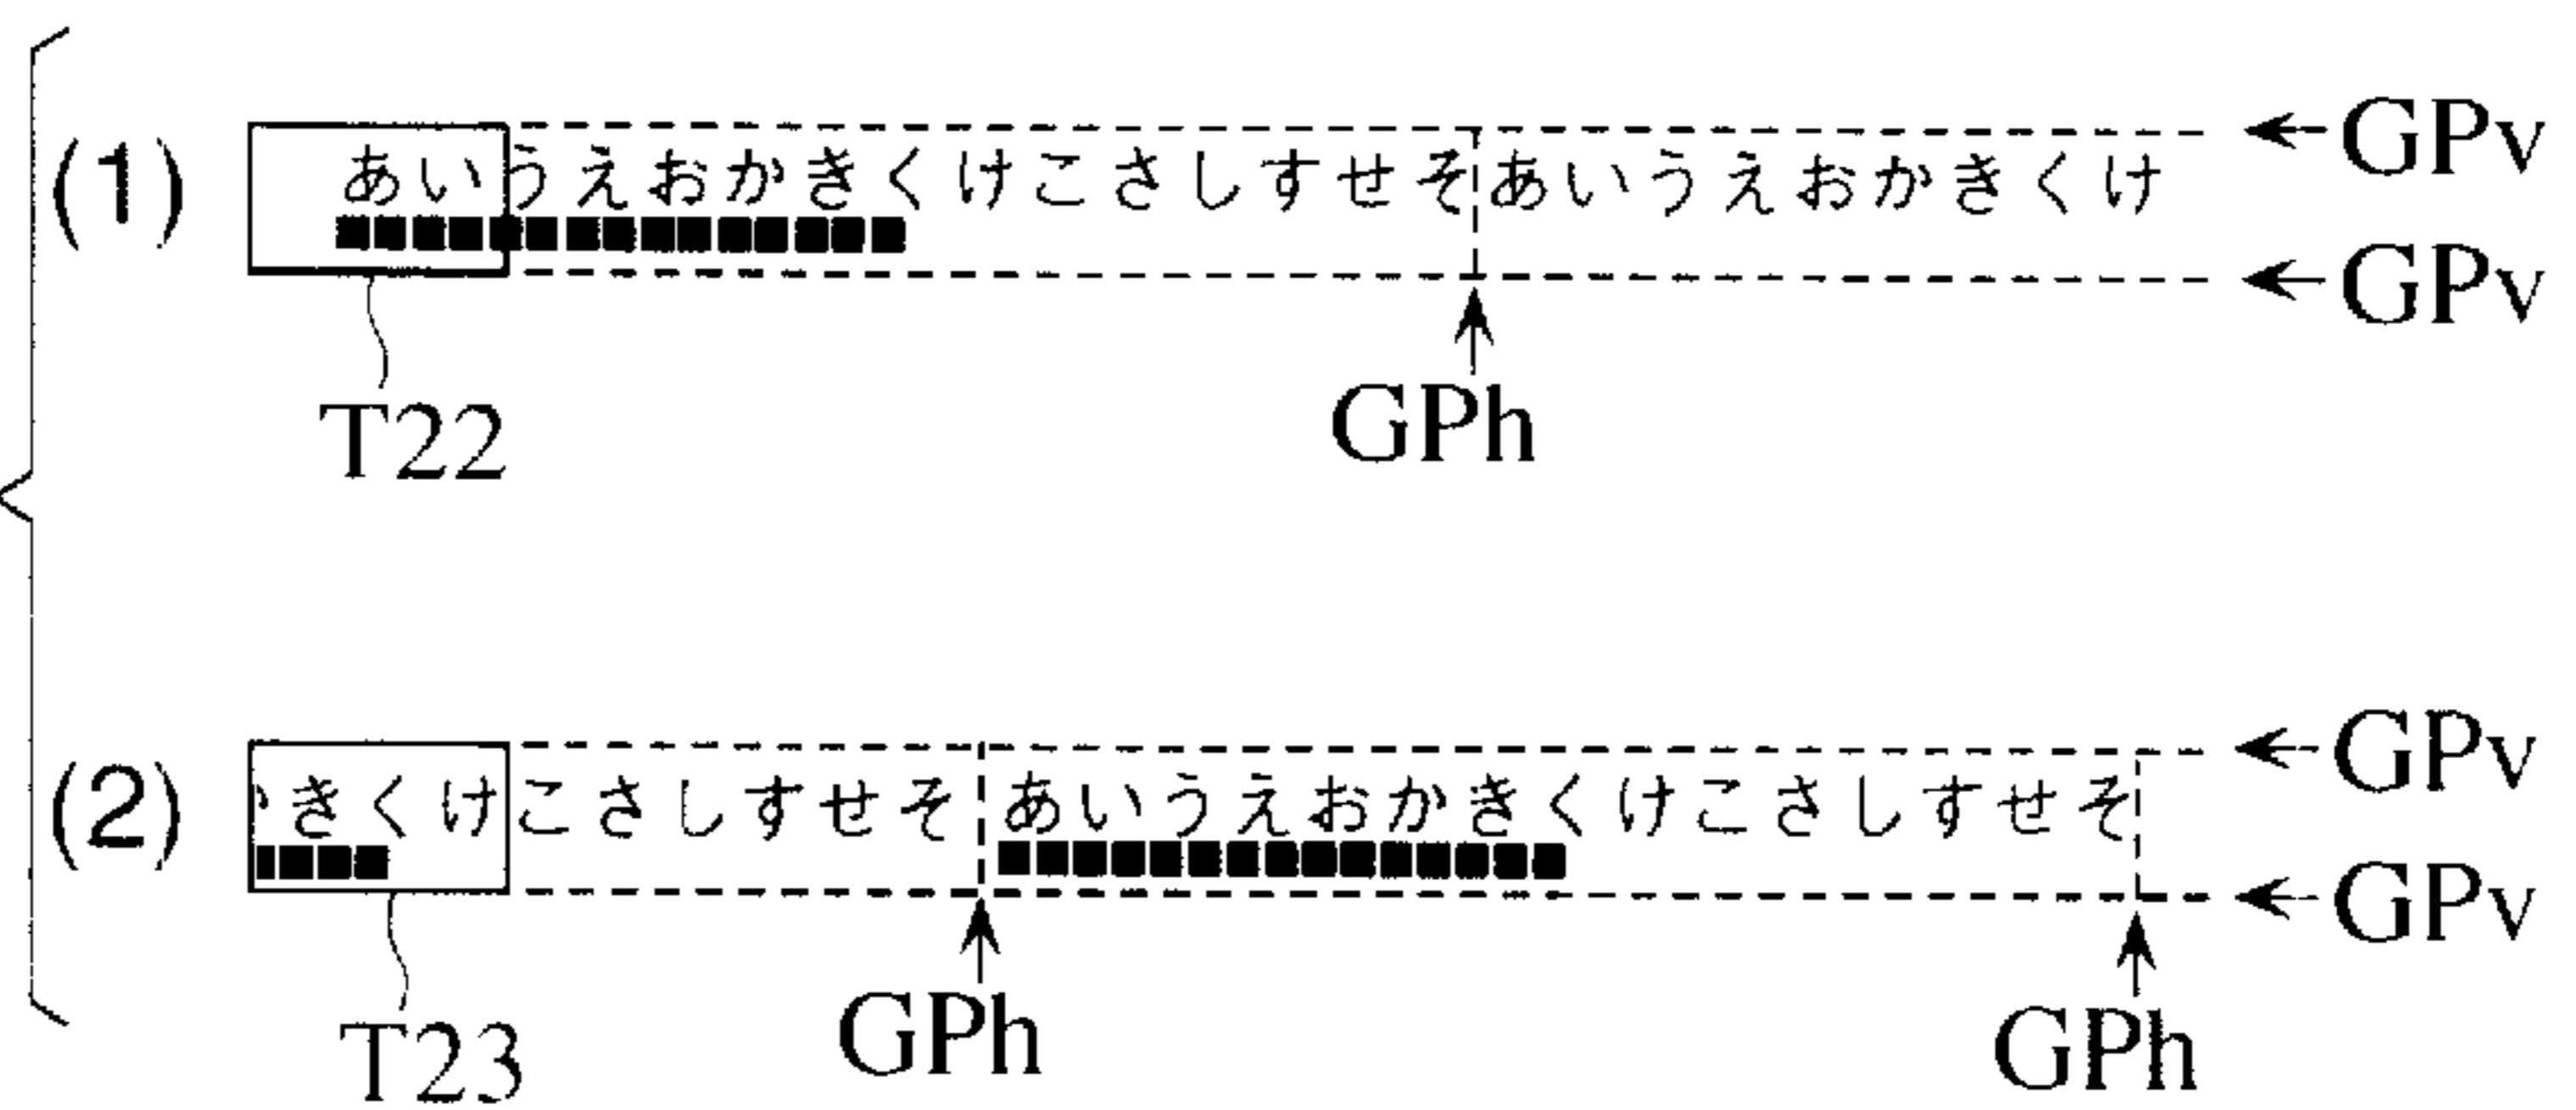 (1) あいうえおかきくけこさしすせそあいうえおかきくけ ←GPv
■■■■■■■■■■■■■■■ ←GPv
T22 GPh
(2) きくけこさしすせそあいうえおかきくけこさしすせそ ←GPv
■■■■ ■■■■■■■■■■■■■■■ ←GPv
T23 GPh GPh